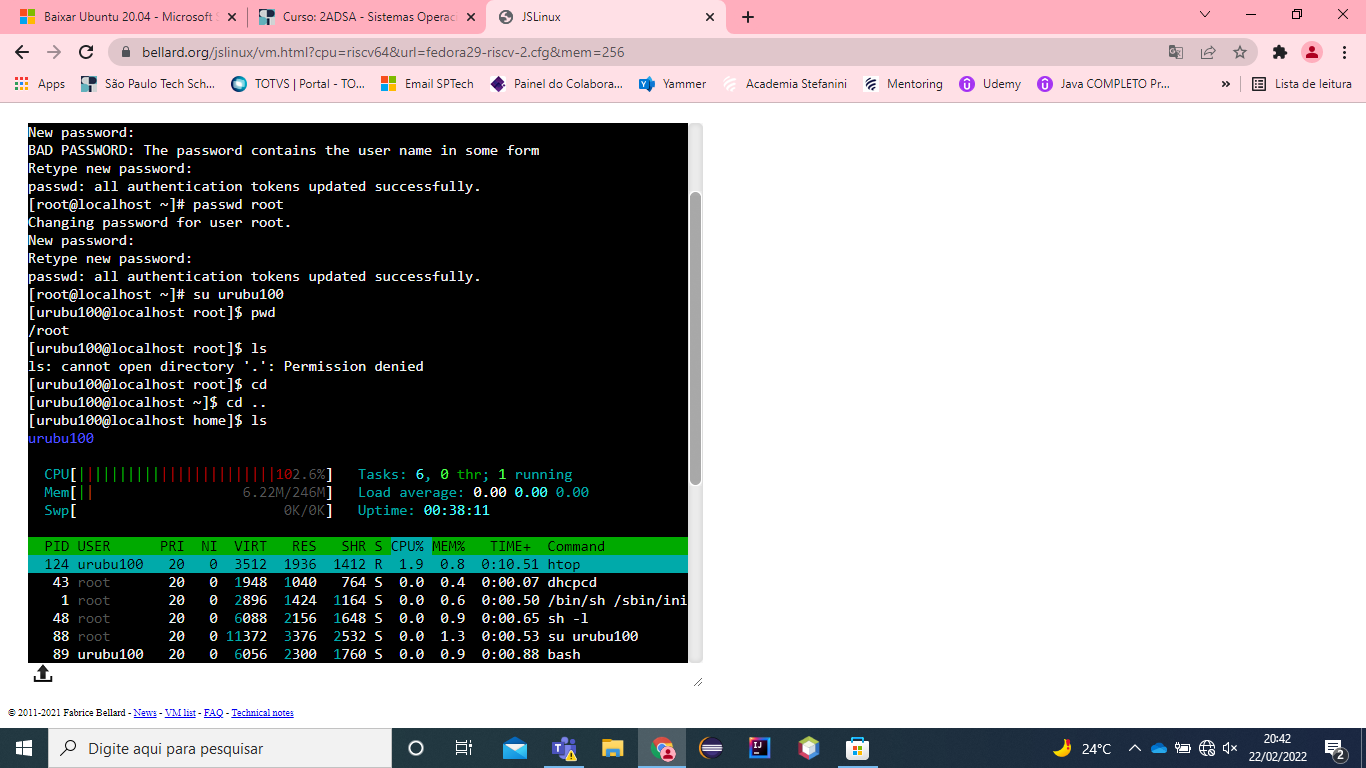 Baixar Ubuntu 20.04 - Microsoft S
Curso: 2ADSA - Sistemas Operaci
JSLinux
bellard.org/jslinux/vm.html?cpu=riscv64&url=fedora29-riscv-2.cfg&mem=256
Apps
São Paulo Tech Sch...
TOTVS | Portal - TO...
Email SPTech
Painel do Colabora...
Yammer
Academia Stefanini
Mentoring
Udemy
Java COMPLETO Pr...
»
Lista de leitura
New password:
BAD PASSWORD: The password contains the user name in some form
Retype new password:
passwd: all authentication tokens updated successfully.
[root@localhost ~]# passwd root
Changing password for user root.
New password:
Retype new password:
passwd: all authentication tokens updated successfully.
[root@localhost ~]# su urubu100
[urubu100@localhost root]$ pwd
/root
[urubu100@localhost root]$ ls
ls: cannot open directory '.': Permission denied
[urubu100@localhost root]$ cd
[urubu100@localhost ~]$ cd ..
[urubu100@localhost home]$ ls
urubu100
CPU[||||||||||||||||||||||||102.6%] Tasks: 6, 0 thr; 1 running
Mem[|| 6.22M/246M] Load average: 0.00 0.00 0.00
Swp[ 0K/0K] Uptime: 00:38:11
PID USER PRI NI VIRT RES SHR S CPU% MEM% TIME+ Command
124 urubu100 20 0 3512 1936 1412 R 1.9 0.8 0:10.51 htop
43 root 20 0 1948 1040 764 S 0.0 0.4 0:00.07 dhcpcd
1 root 20 0 2896 1424 1164 S 0.0 0.6 0:00.50 /bin/sh /sbin/ini
48 root 20 0 6088 2156 1648 S 0.0 0.9 0:00.65 sh -l
88 root 20 0 11372 3376 2532 S 0.0 1.3 0:00.53 su urubu100
89 urubu100 20 0 6056 2300 1760 S 0.0 0.9 0:00.88 bash
© 2011-2021 Fabrice Bellard - News - VM list - FAQ - Technical notes
Digite aqui para pesquisar
24°C
20:42
22/02/2022
2